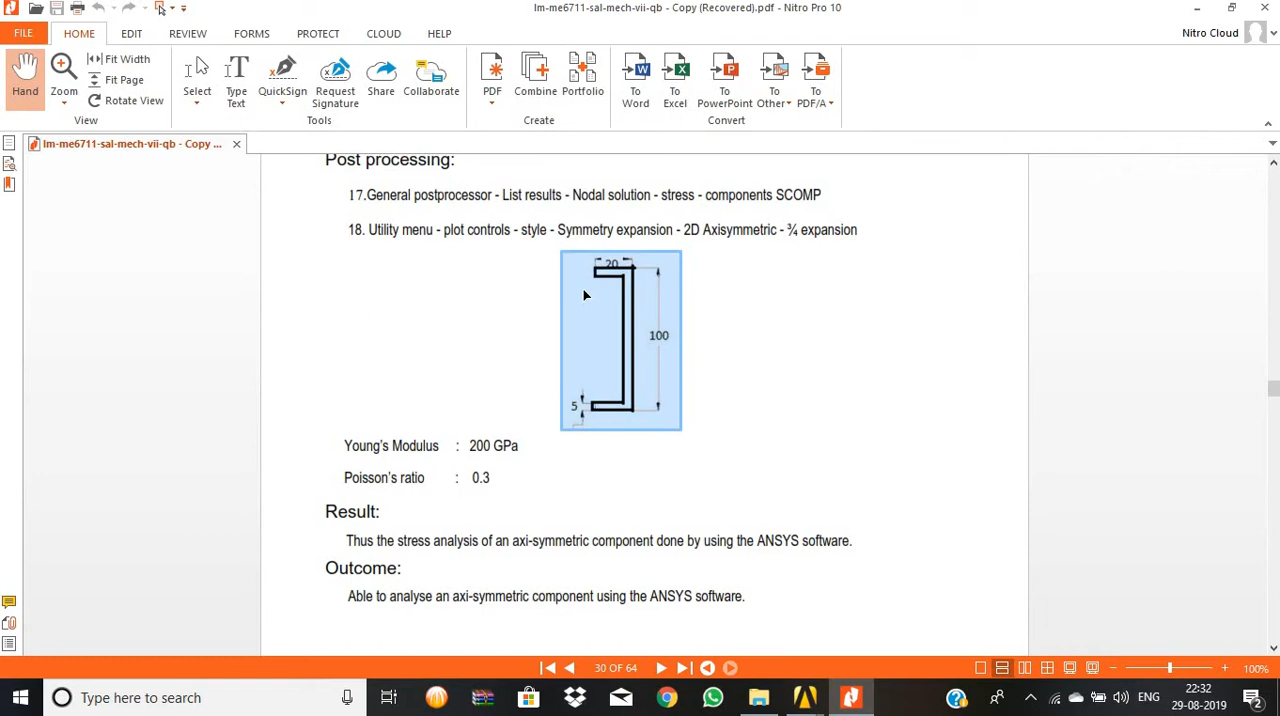 lm-me6711-sal-mech-vii-qb - Copy (Recovered).pdf - Nitro Pro 10
FILE HOME EDIT REVIEW FORMS PROTECT CLOUD HELP Nitro Cloud
Hand
Zoom
Fit Width
Fit Page
Rotate View
View
Select
Type Text
QuickSign
Request Signature
Share
Collaborate
Tools
PDF
Combine
Portfolio
Create
To Word
To Excel
To PowerPoint
To Other
To PDF/A
Convert
lm-me6711-sal-mech-vii-qb - Copy ...
Post processing:
17.General postprocessor - List results - Nodal solution - stress - components SCOMP
18. Utility menu - plot controls - style - Symmetry expansion - 2D Axisymmetric - ¾ expansion
20
100
5
Young's Modulus : 200 GPa
Poisson's ratio : 0.3
Result:
Thus the stress analysis of an axi-symmetric component done by using the ANSYS software.
Outcome:
Able to analyse an axi-symmetric component using the ANSYS software.
30 OF 64
100%
Type here to search
ENG
22:32
29-08-2019
2